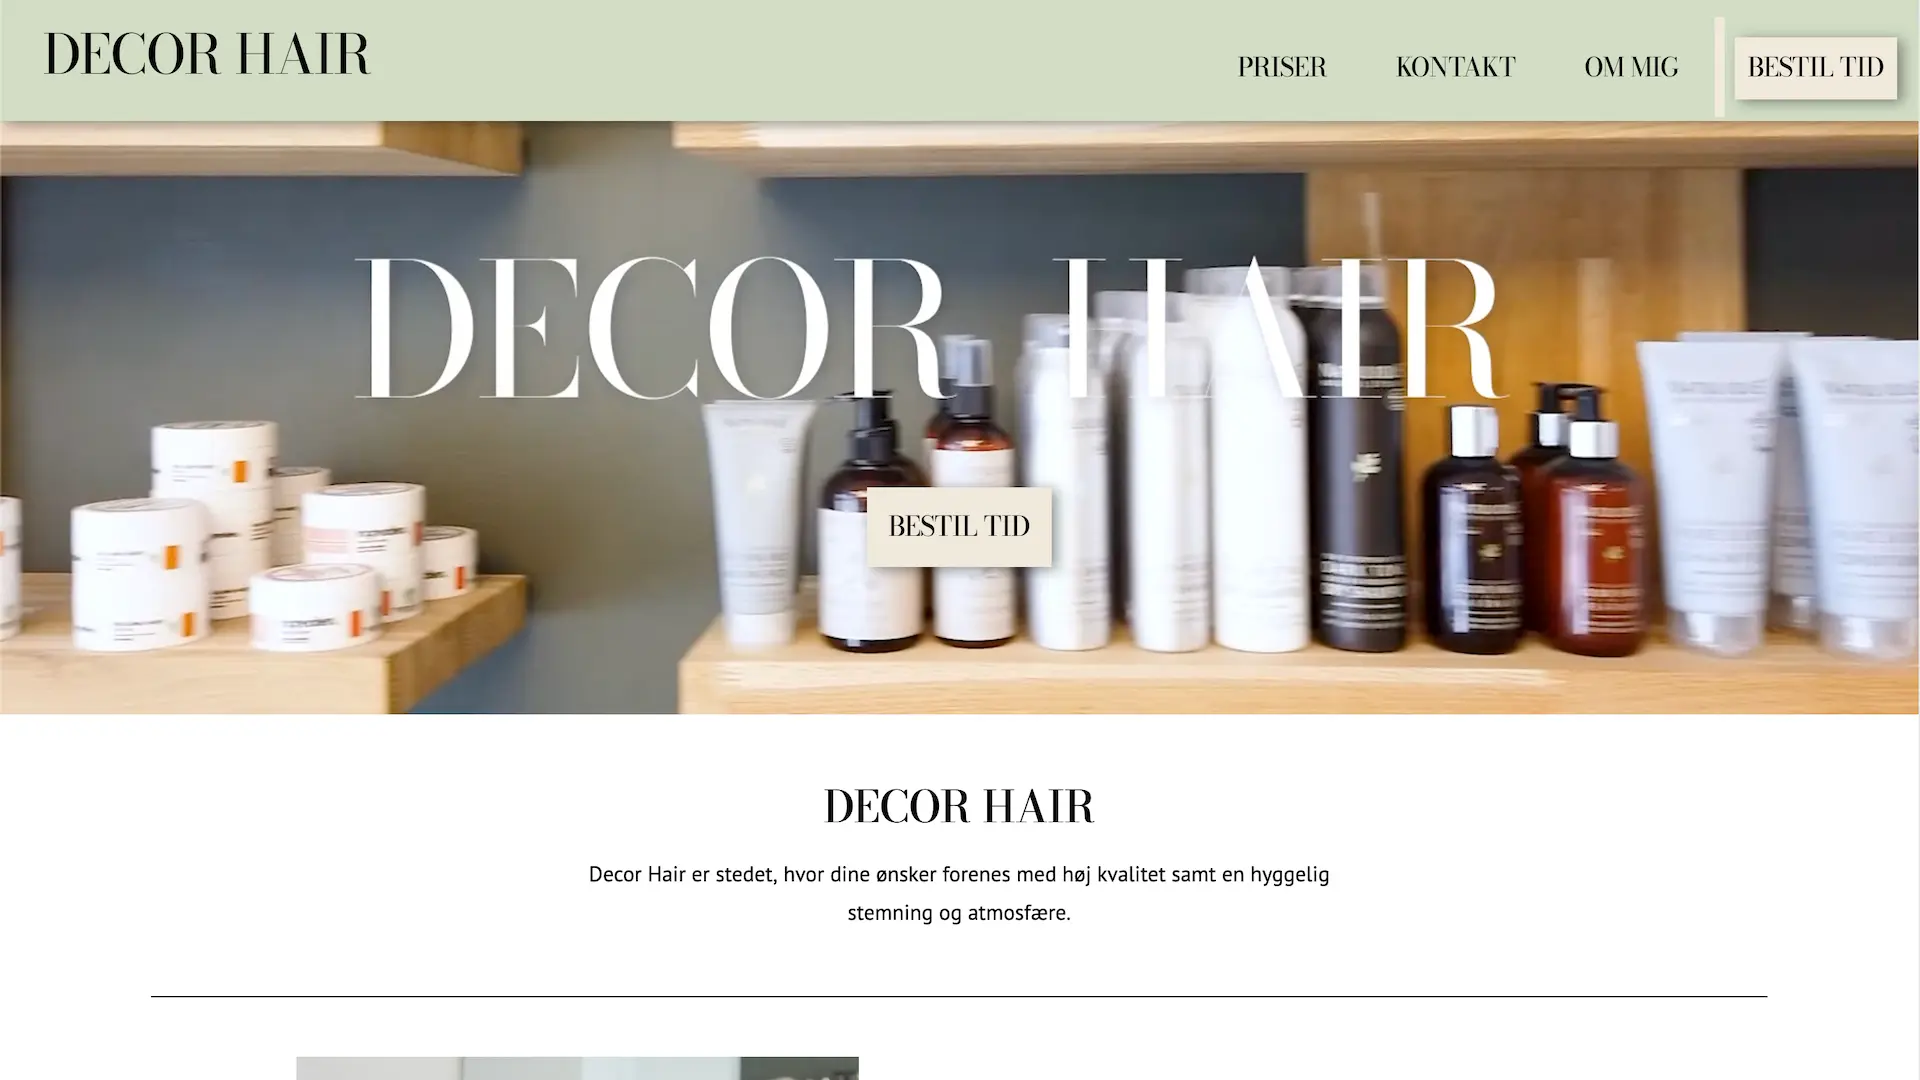 DECOR HAIR
PRISER
KONTAKT
OM MIG
BESTIL TID
DECOR HAIR
BESTIL TID
DECOR HAIR
Decor Hair er stedet, hvor dine ønsker forenes med høj kvalitet samt en hyggelig
stemning og atmosfære.